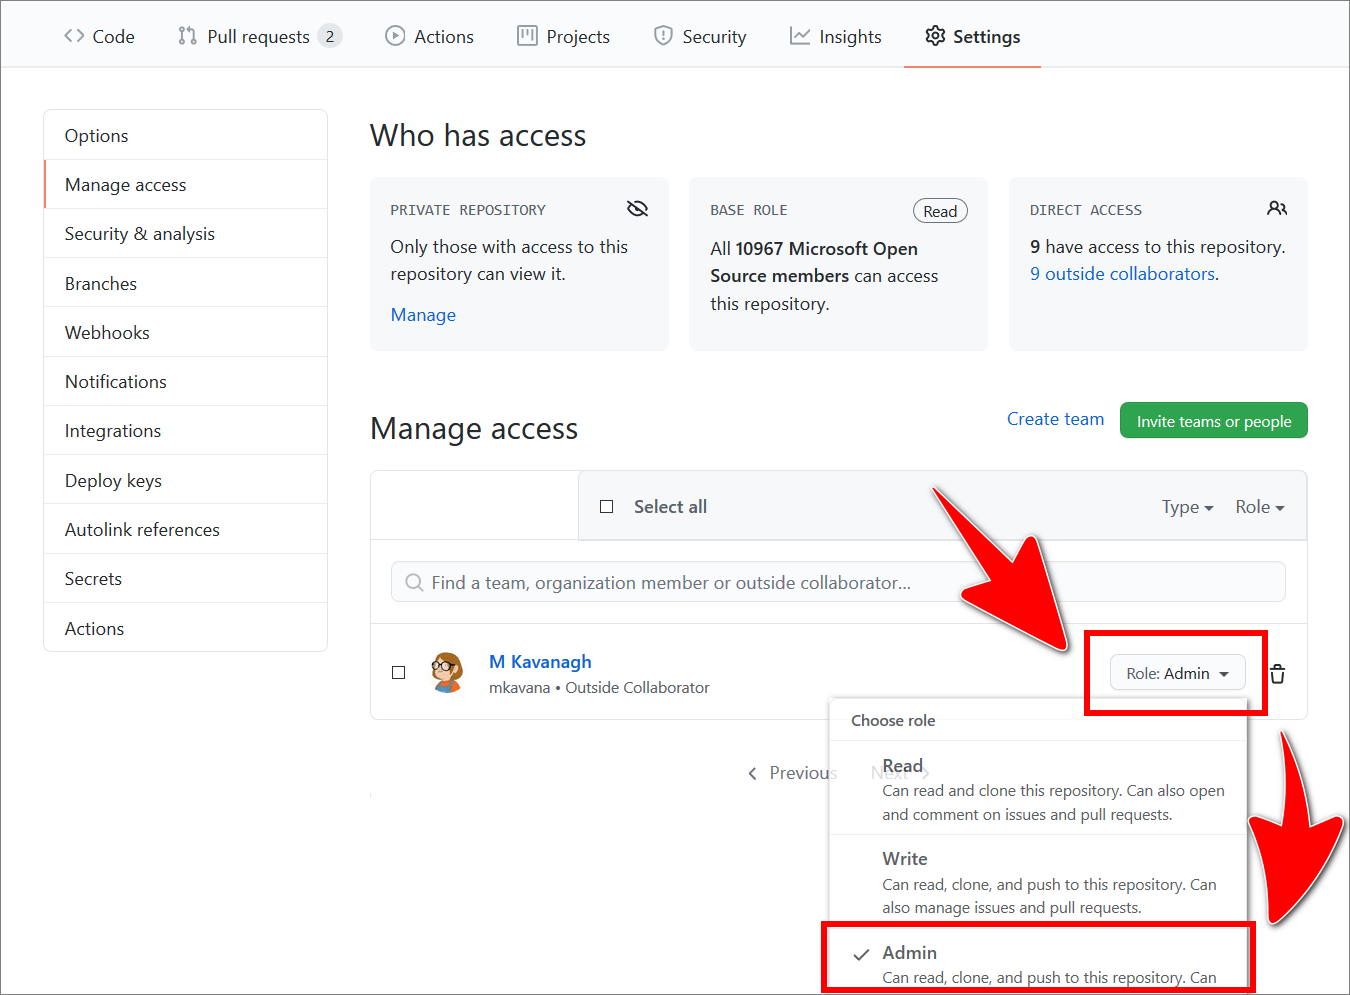 Code Pull requests 2 Actions Projects Security Insights Settings
Options
Manage access
Security & analysis
Branches
Webhooks
Notifications
Integrations
Deploy keys
Autolink references
Secrets
Actions
Who has access
PRIVATE REPOSITORY
Only those with access to this
repository can view it.
Manage
BASE ROLE Read
All 10967 Microsoft Open
Source members can access
this repository.
DIRECT ACCESS
9 have access to this repository.
9 outside collaborators.
Manage access
Create team Invite teams or people
Select all Type Role
Find a team, organization member or outside collaborator...
M Kavanagh
mkavana • Outside Collaborator
Role: Admin
Previous Next
Choose role
Read
Can read and clone this repository. Can also open
and comment on issues and pull requests.
Write
Can read, clone, and push to this repository. Can
also manage issues and pull requests.
Admin
Can read, clone, and push to this repository. Can